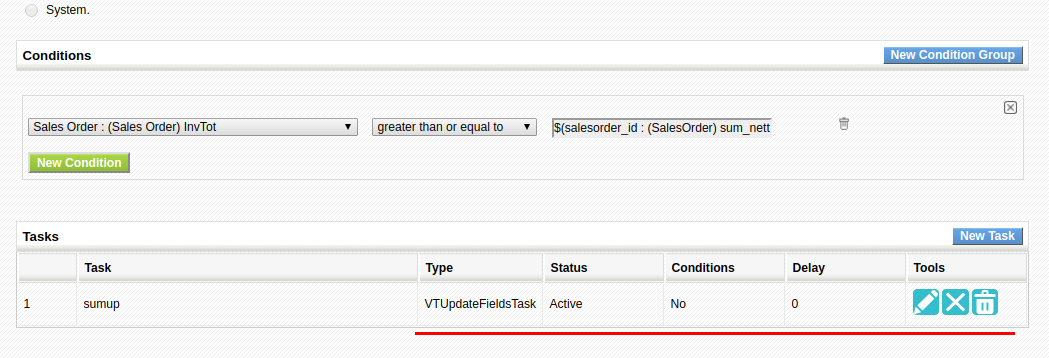 System.
Conditions
New Condition Group
Sales Order : (Sales Order) InvTot
greater than or equal to
$(salesorder_id : (SalesOrder) sum_nett
New Condition
Tasks
New Task
Task Type Status Conditions Delay Tools
1 sumup VTUpdateFieldsTask Active No 0